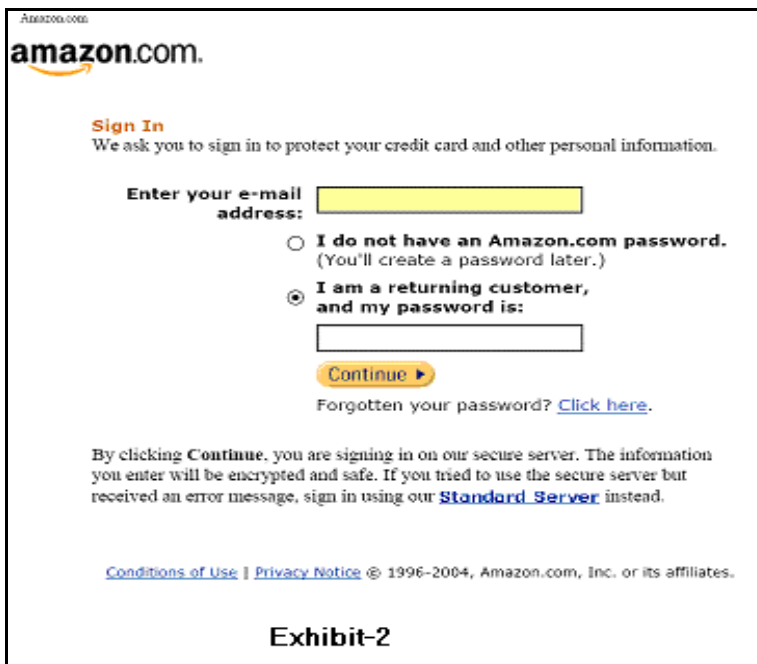 Amazon.com
amazon.com.
Sign In
We ask you to sign in to protect your credit card and other personal information.
Enter your e-mail
address:
I do not have an Amazon.com password.
(You'll create a password later.)
I am a returning customer,
and my password is:
Continue
Forgotten your password? Click here.
By clicking Continue, you are signing in on our secure server. The information
you enter will be encrypted and safe. If you tried to use the secure server but
received an error message, sign in using our Standard Server instead.
Conditions of Use | Privacy Notice © 1996-2004, Amazon.com, Inc. or its affiliates.
Exhibit-2